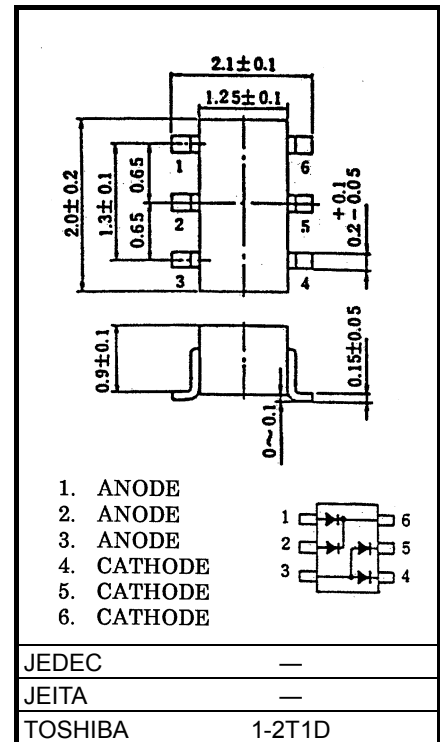 2.1±0.1
1.25±0.1
2.0±0.2
1.3±0.1
0.65
0.65
1
2
3
6
5
4
+0.1
0.2-0.05
0.9±0.1
0.15±0.05
0~0.1
1. ANODE
2. ANODE
3. ANODE
4. CATHODE
5. CATHODE
6. CATHODE
1
2
3
6
5
4
JEDEC —
JEITA —
TOSHIBA 1-2T1D